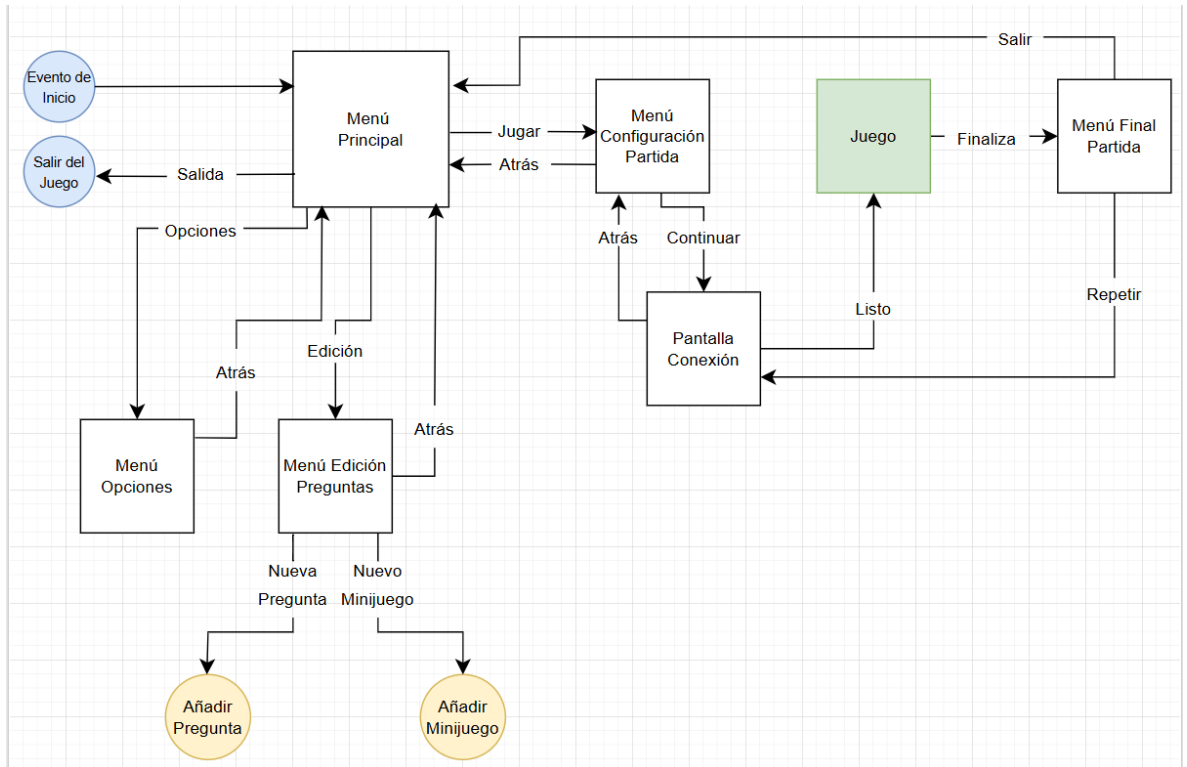 Salir
Evento de
Inicio
Menú
Principal
Jugar
Menú
Configuración
Partida
Juego
Finaliza
Menú Final
Partida
Salir del
Juego
Salida
Atrás
Opciones
Atrás
Continuar
Repetir
Listo
Pantalla
Conexión
Edición
Atrás
Atrás
Menú
Opciones
Menú Edición
Preguntas
Nueva
Pregunta
Nuevo
Minijuego
Añadir
Pregunta
Añadir
Minijuego